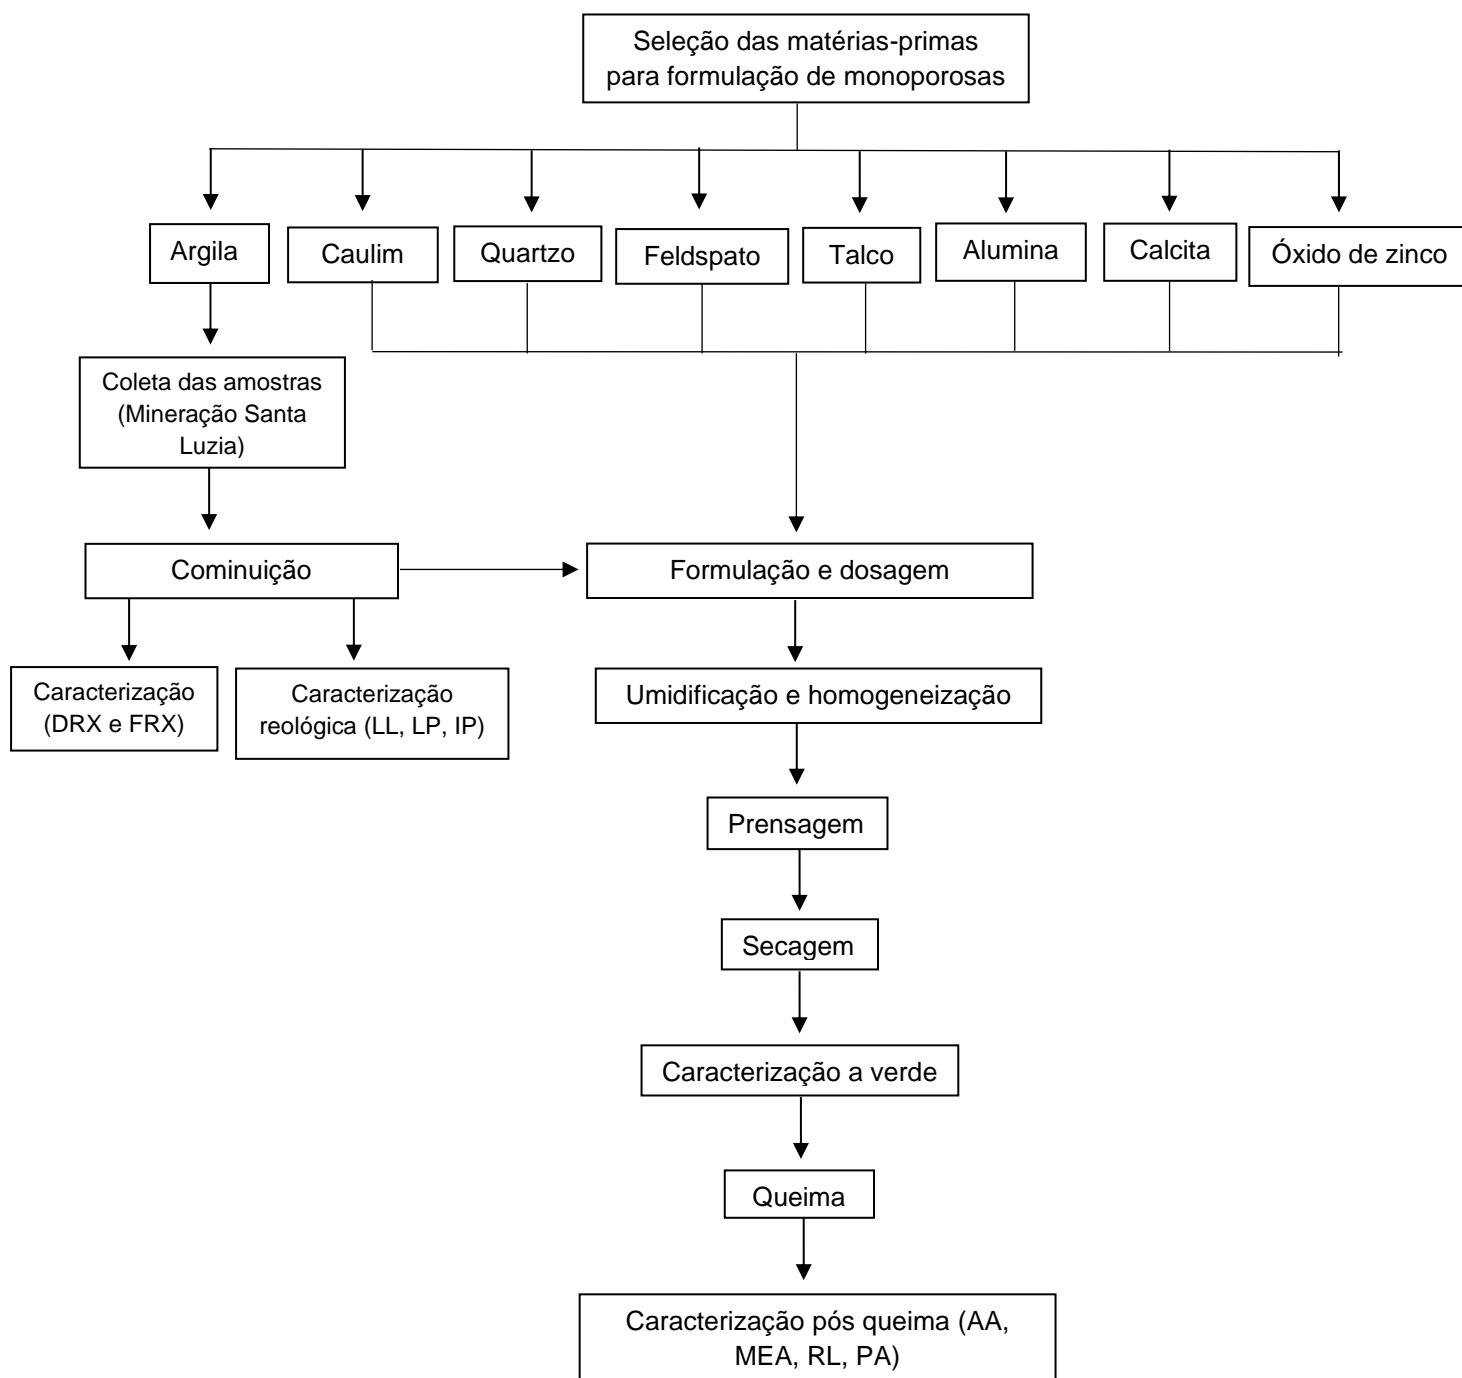 Seleção das matérias-primas
para formulação de monoporosas
Argila
Caulim
Quartzo
Feldspato
Talco
Alumina
Calcita
Óxido de zinco
Coleta das amostras
(Mineração Santa
Luzia)
Cominuição
Formulação e dosagem
Caracterização
(DRX e FRX)
Caracterização
reológica (LL, LP, IP)
Umidificação e homogeneização
Prensagem
Secagem
Caracterização a verde
Queima
Caracterização pós queima (AA,
MEA, RL, PA)